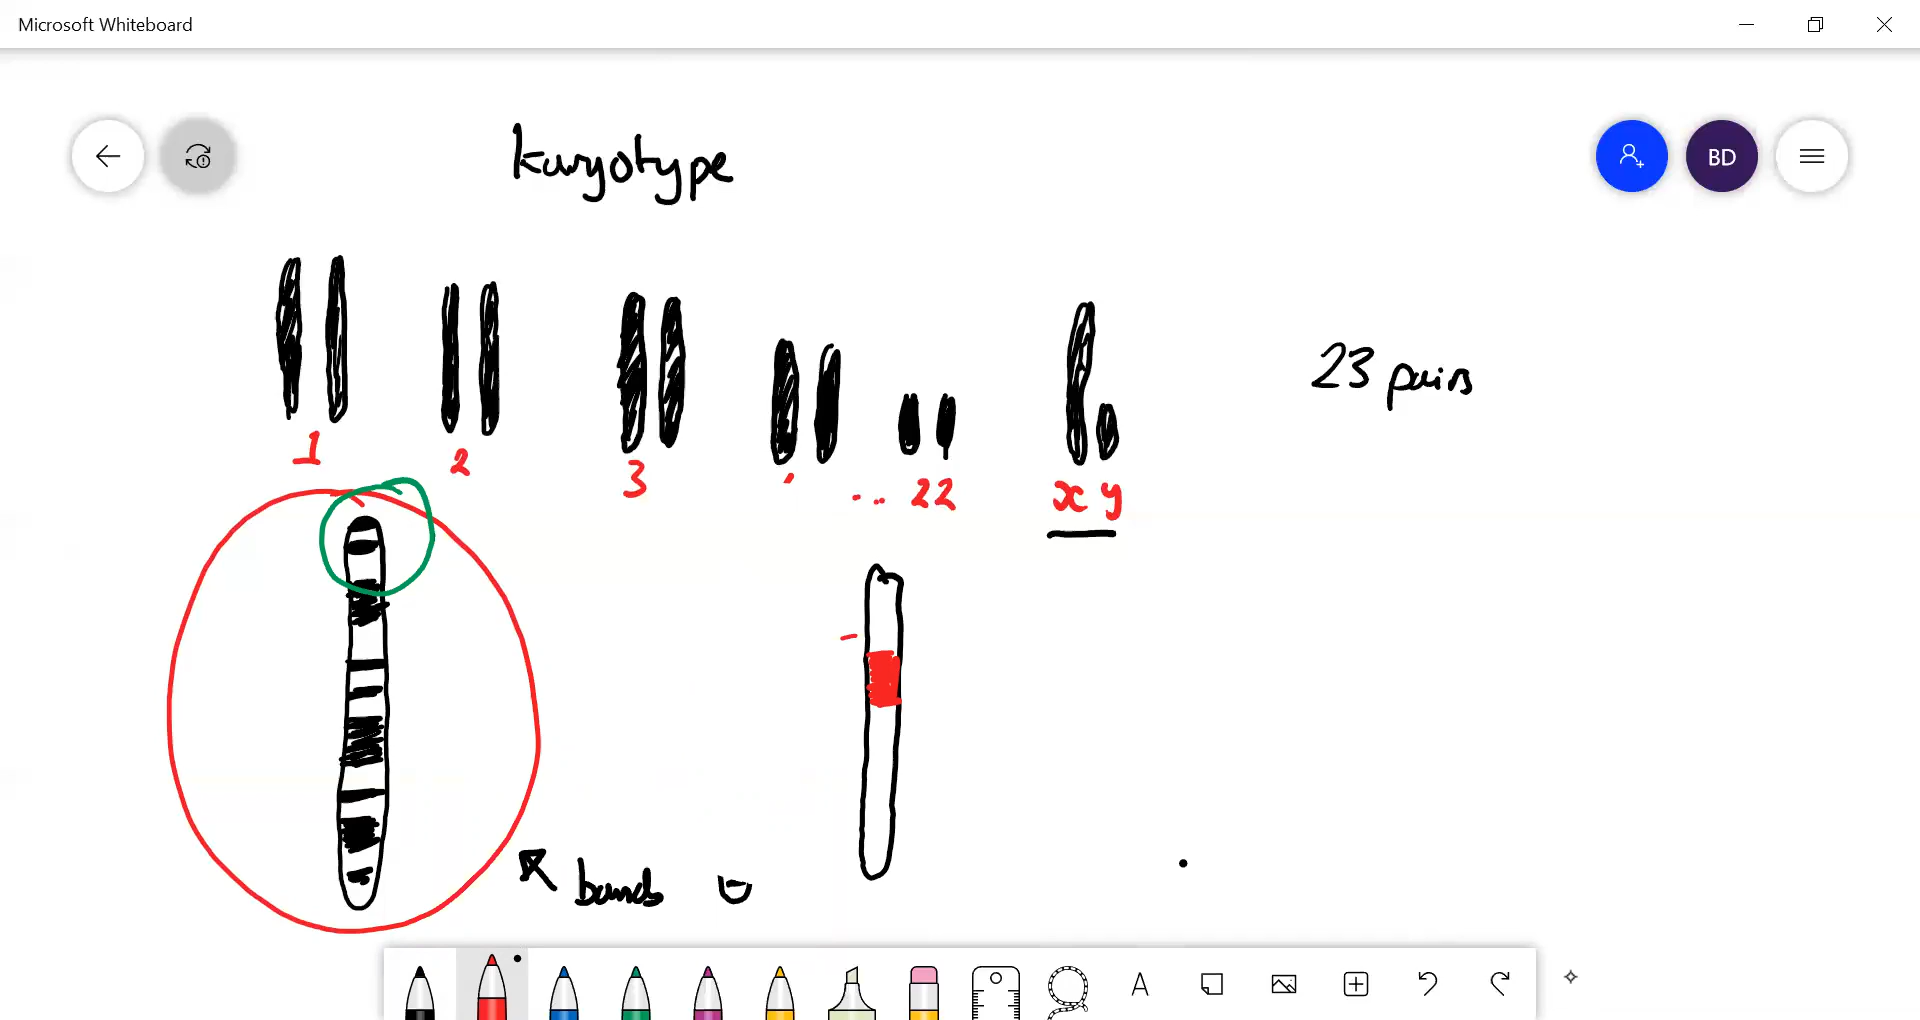 Microsoft Whiteboard
karyotype
BD
23 pairs
1 2 3 . .. 22 x y
bands
A